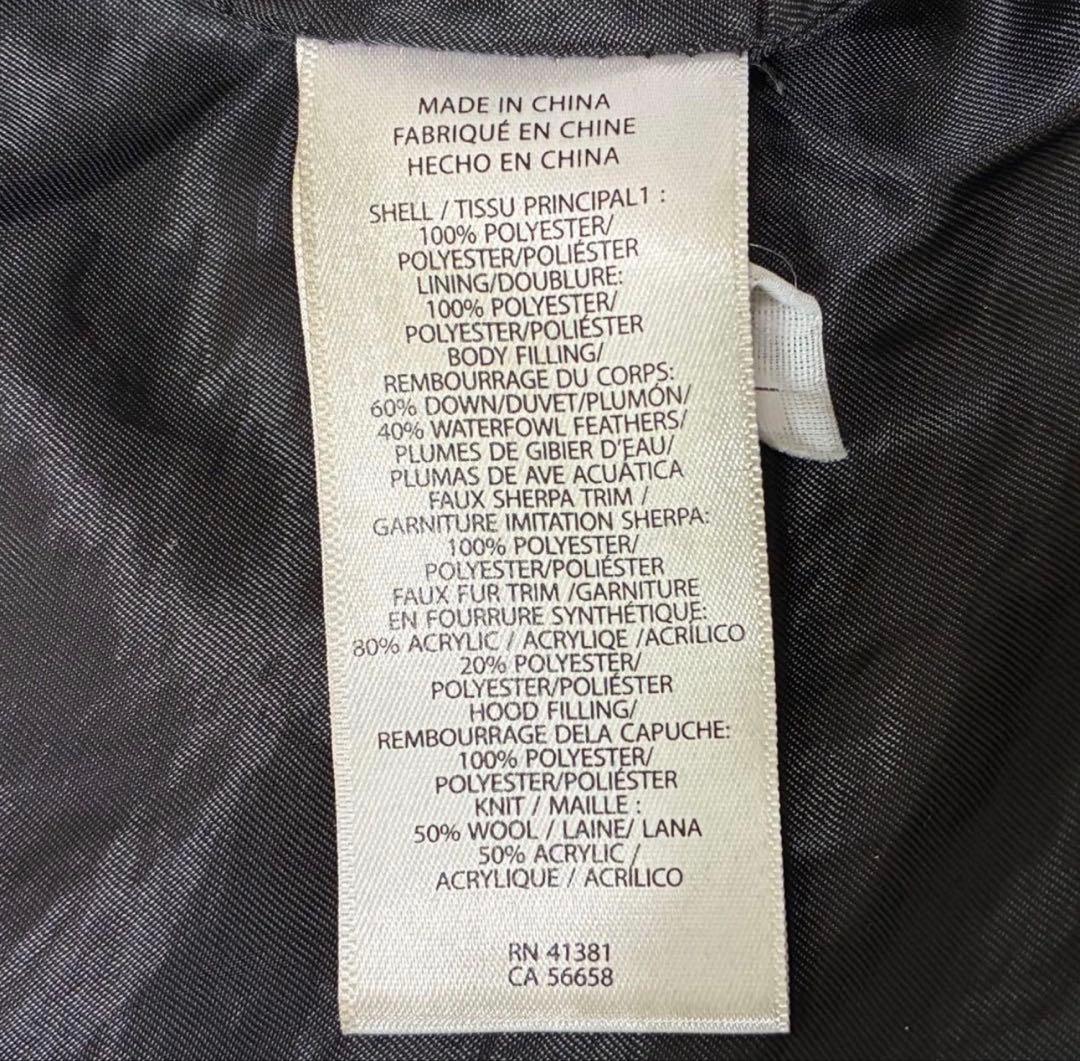 MADE IN CHINA
FABRIQUÉ EN CHINE
HECHO EN CHINA
SHELL / TISSU PRINCIPAL1 :
100% POLYESTER/
POLYESTER/POLIÉSTER
LINING/DOUBLURE:
100% POLYESTER/
POLYESTER/POLIÉSTER
BODY FILLING/
REMBOURRAGE DU CORPS:
60% DOWN/DUVET/PLUMÓN/
40% WATERFOWL FEATHERS/
PLUMES DE GIBIER D'EAU/
PLUMAS DE AVE ACUÁTICA
FAUX SHERPA TRIM /
GARNITURE IMITATION SHERPA:
100% POLYESTER/
POLYESTER/POLIÉSTER
FAUX FUR TRIM /GARNITURE
EN FOURRURE SYNTHÉTIQUE:
80% ACRYLIC / ACRYLIQE /ACRÍLICO
20% POLYESTER/
POLYESTER/POLIÉSTER
HOOD FILLING/
REMBOURRAGE DELA CAPUCHE:
100% POLYESTER/
POLYESTER/POLIÉSTER
KNIT / MAILLE :
50% WOOL / LAINE/ LANA
50% ACRYLIC /
ACRYLIQUE / ACRÍLICO
RN 41381
CA 56658